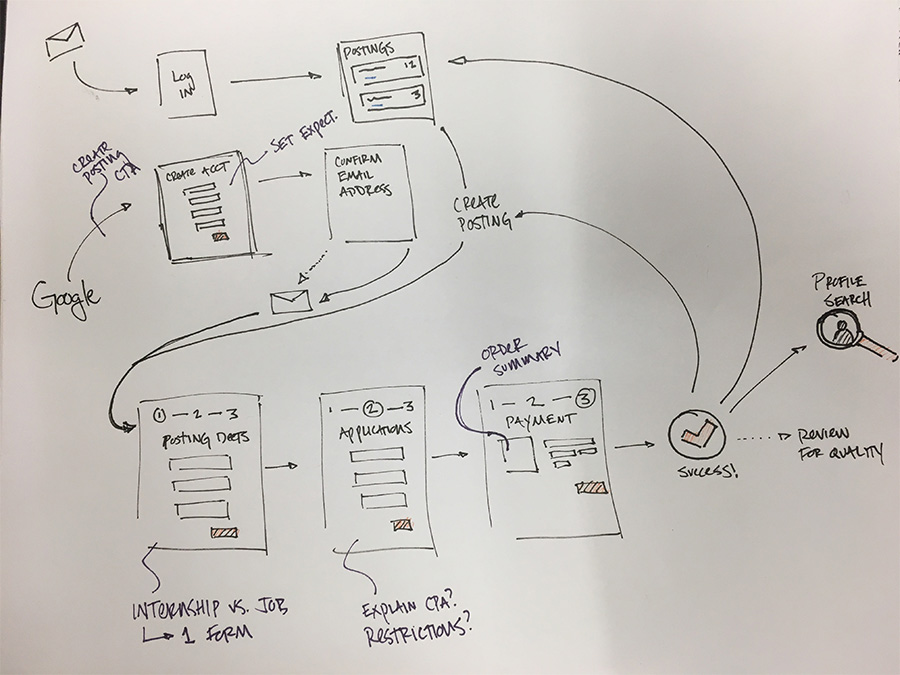 POSTINGS
12
3
LOG
IN
SET EXPECT.
CREATE
POSTING
CTA
CREATE ACCT
CONFIRM
EMAIL
ADDRESS
CREATE
POSTING
Google
PROFILE
SEARCH
ORDER
SUMMARY
1 — 2 — 3
POSTING DEETS
1 — 2 — 3
APPLICATIONS
1 — 2 — 3
PAYMENT
SUCCESS!
REVIEW
FOR QUALITY
INTERNSHIP VS. JOB
1 FORM
EXPLAIN CPA?
RESTRICTIONS?